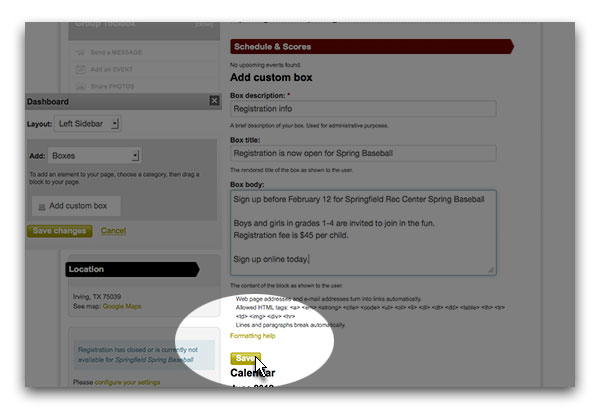 Group Toolbox
Schedule & Scores
Send a MESSAGE
No upcoming events found.
Add an EVENT
Add custom box
Share PHOTOS
Box description: *
Dashboard
Registration info
Layout: Left Sidebar
A brief description of your box. Used for administrative purposes.
Box title:
Add: Boxes
Registration is now open for Spring Baseball
To add an element to your page, choose a category, then drag a
block to your page.
The rendered title of the box as shown to the user.
Box body:
Add custom box
Sign up before February 12 for Springfield Rec Center Spring Baseball
Save changes Cancel
Boys and girls in grades 1-4 are invited to join in the fun.
Registration fee is $45 per child.
Sign up online today.
Location
The content of the block as shown to the user.
Irving, TX 75039
See map: Google Maps
Web page addresses and e-mail addresses turn into links automatically.
Allowed HTML tags: <a> <em> <strong> <cite> <code> <ul> <ol> <li> <dl> <dt> <dd> <table> <th> <tr>
<td> <img> <div> <hr>
Lines and paragraphs break automatically.
Formatting help
Registration has closed or is currently not
available for Springfield Spring Baseball
Save
Calendar
Please configure your settings